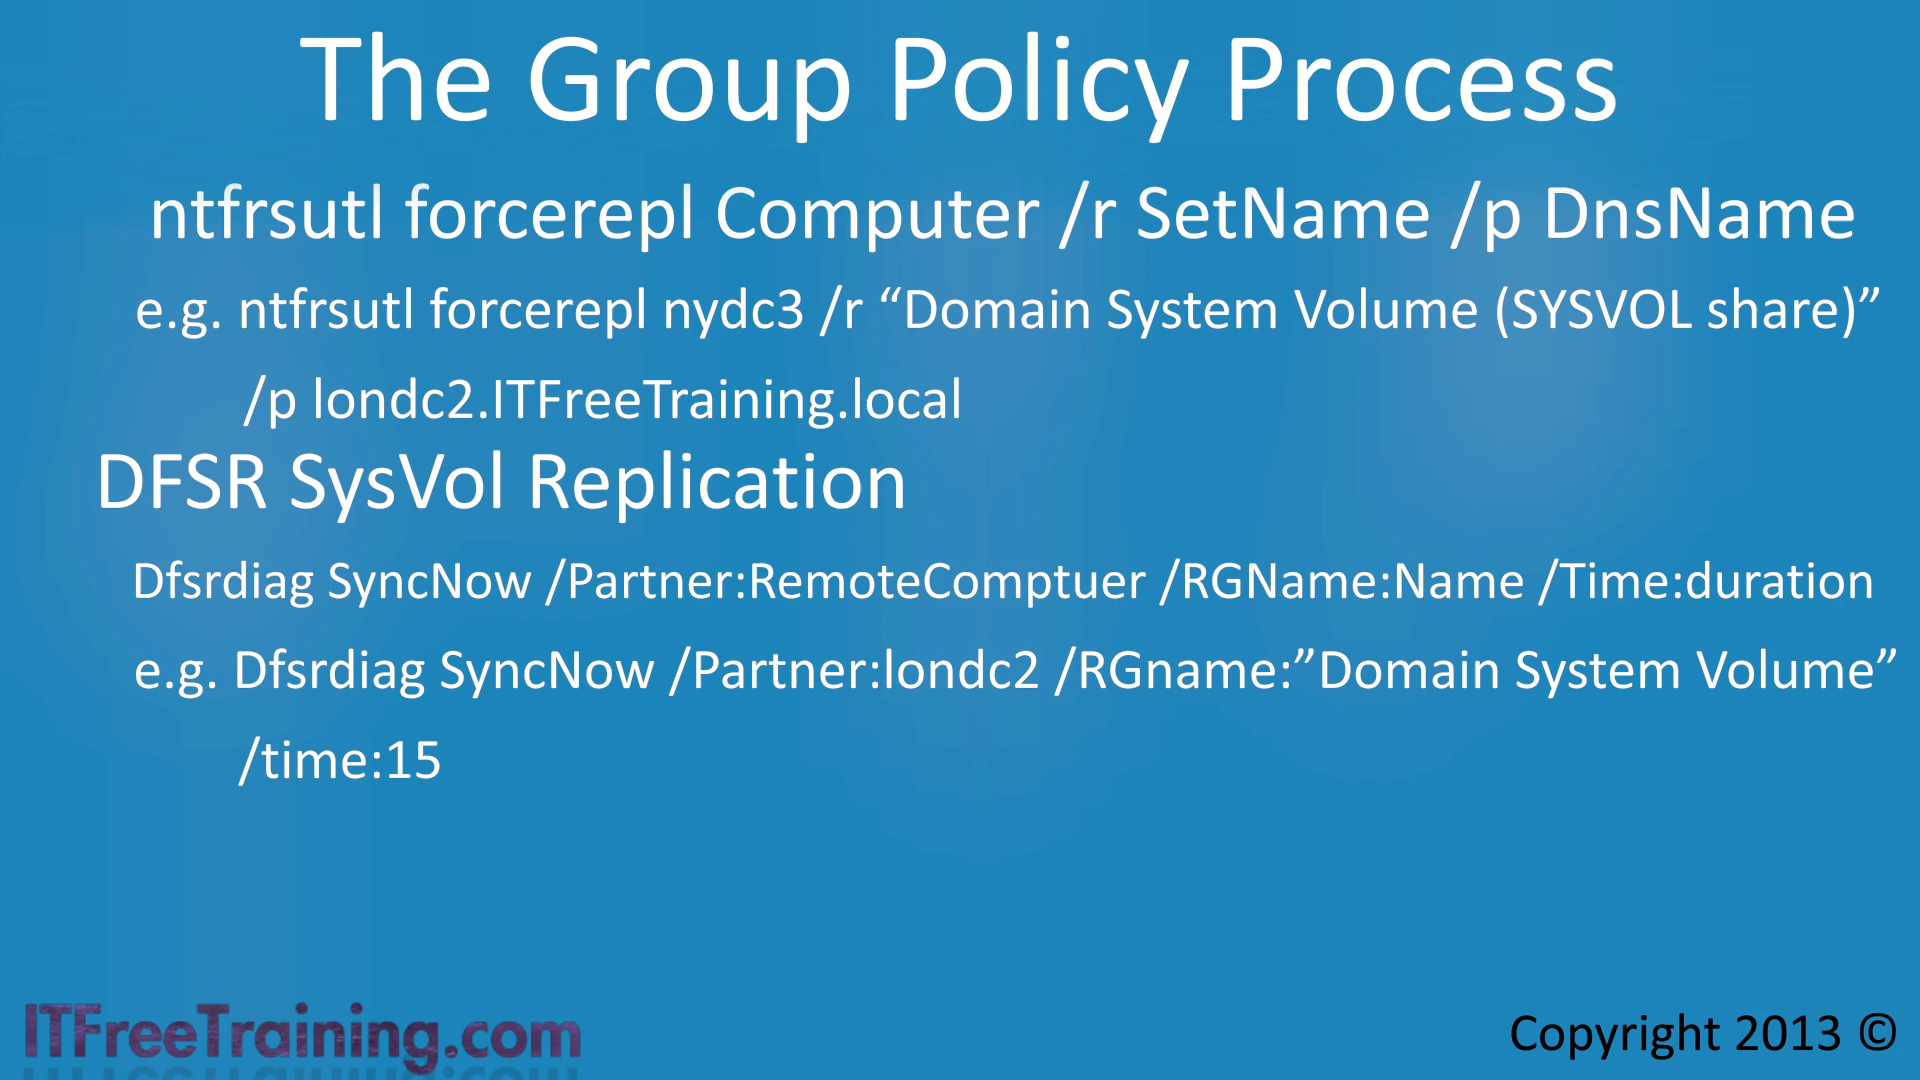 The Group Policy Process
ntfrsutl forcerepl Computer /r SetName /p DnsName
e.g. ntfrsutl forcerepl nydc3 /r “Domain System Volume (SYSVOL share)”
/p londc2.ITFreeTraining.local
DFSR SysVol Replication
Dfsrdiag SyncNow /Partner:RemoteComptuer /RGName:Name /Time:duration
e.g. Dfsrdiag SyncNow /Partner:londc2 /RGname:”Domain System Volume”
/time:15
ITFreeTraining.com
Copyright 2013 ©